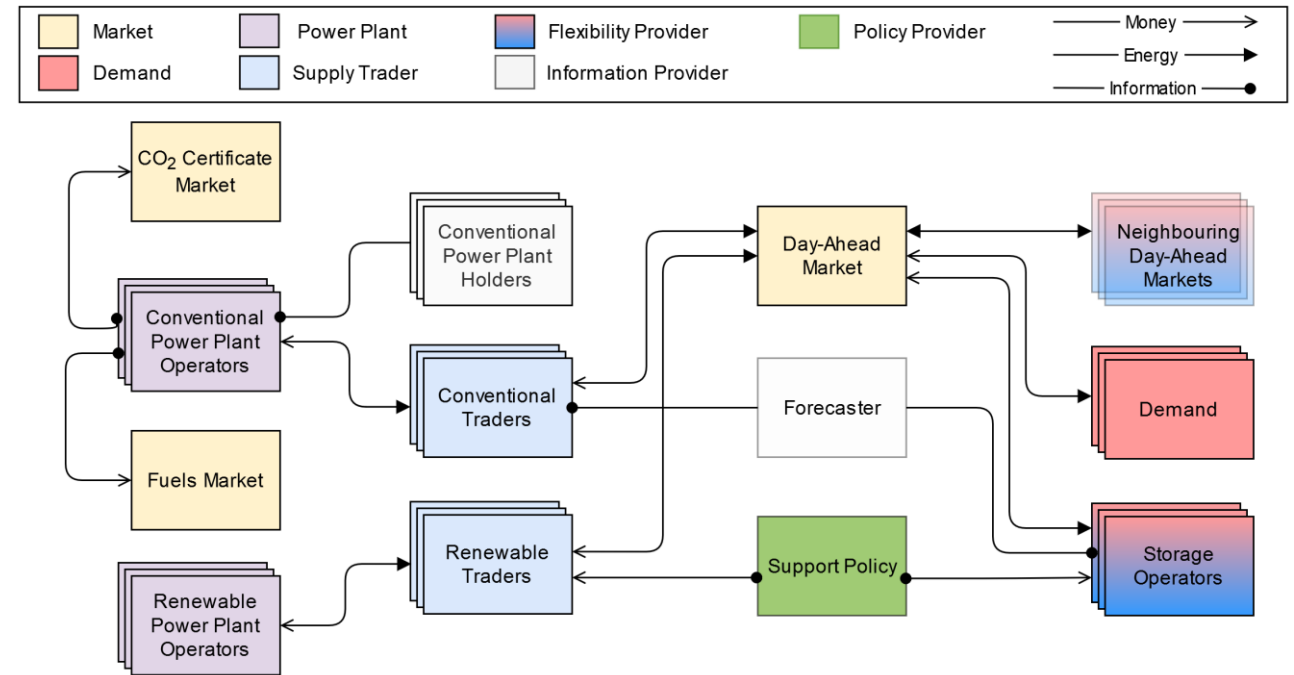 Market
Power Plant
Flexibility Provider
Policy Provider
Money
Demand
Supply Trader
Information Provider
Energy
Information
CO2 Certificate
Market
Conventional
Power Plant
Holders
Day-Ahead
Market
Neighbouring
Day-Ahead
Markets
Conventional
Power Plant
Operators
Conventional
Traders
Forecaster
Demand
Fuels Market
Renewable
Traders
Support Policy
Storage
Operators
Renewable
Power Plant
Operators